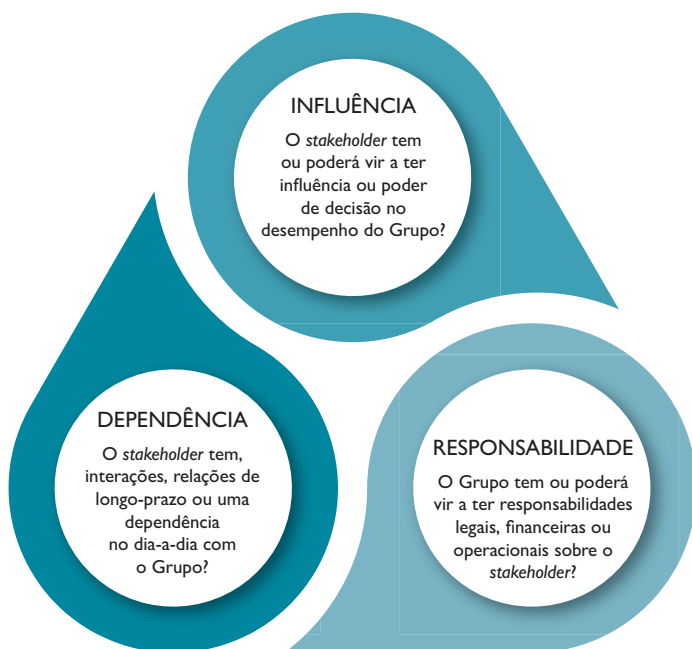 INFLUÊNCIA
O stakeholder tem
ou poderá vir a ter
influência ou poder
de decisão no
desempenho do Grupo?
DEPENDÊNCIA
O stakeholder tem,
interações, relações de
longo-prazo ou uma
dependência
no dia-a-dia com
o Grupo?
RESPONSABILIDADE
O Grupo tem ou poderá
vir a ter responsabilidades
legais, financeiras ou
operacionais sobre o
stakeholder?